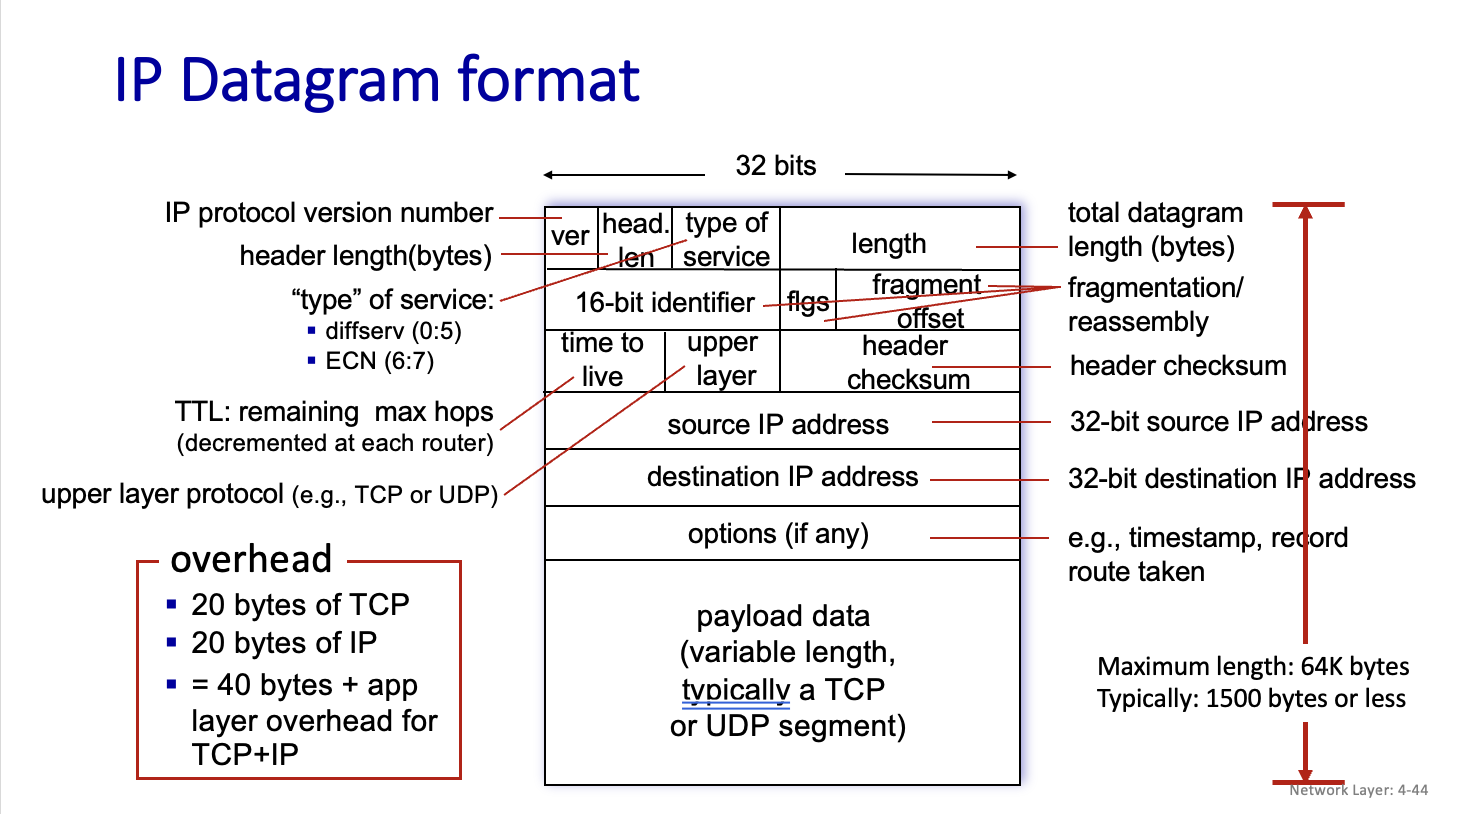 IP Datagram format
32 bits
IP protocol version number
header length(bytes)
“type” of service:
diffserv (0:5)
ECN (6:7)
TTL: remaining max hops
(decremented at each router)
upper layer protocol (e.g., TCP or UDP)
overhead
20 bytes of TCP
20 bytes of IP
= 40 bytes + app
layer overhead for
TCP+IP
ver
head.
len
type of
service
length
16-bit identifier
flgs
fragment
offset
time to
live
upper
layer
header
checksum
source IP address
destination IP address
options (if any)
payload data
(variable length,
typically a TCP
or UDP segment)
total datagram
length (bytes)
fragmentation/
reassembly
header checksum
32-bit source IP address
32-bit destination IP address
e.g., timestamp, record
route taken
Maximum length: 64K bytes
Typically: 1500 bytes or less
Network Layer: 4-44